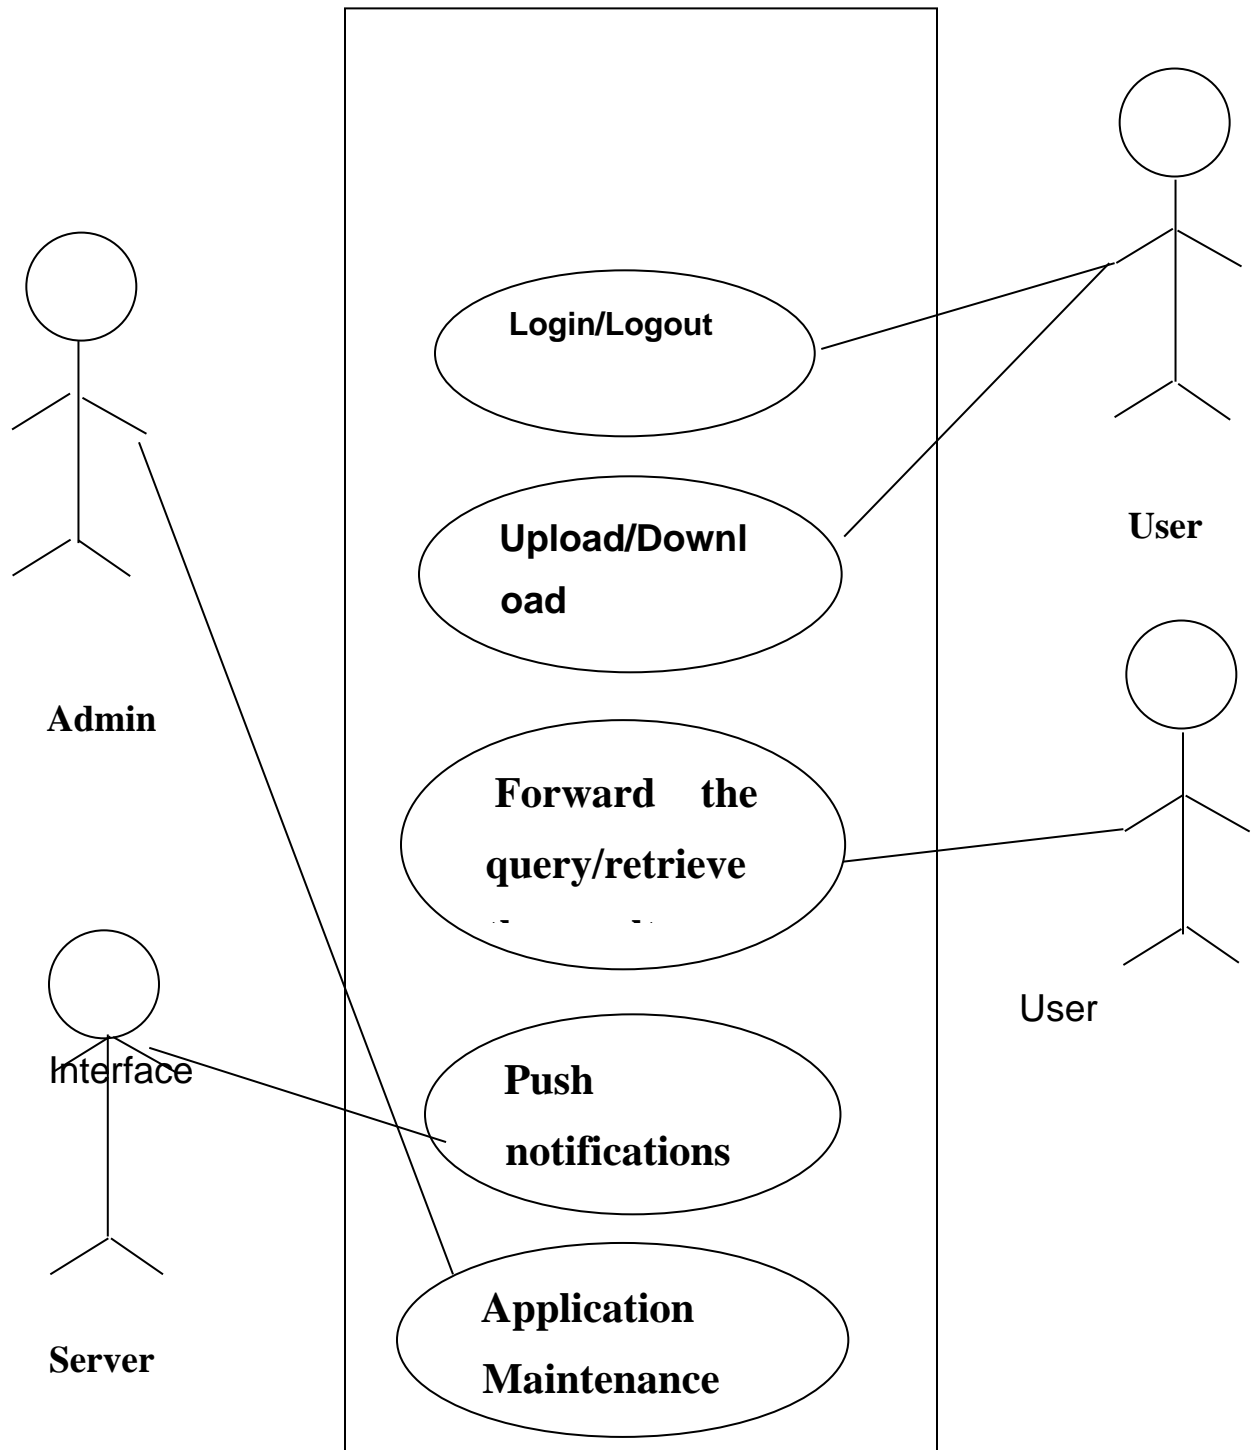 Login/Logout
Upload/Downl
oad
User
Admin
Forward the
query/retrieve
User
Interface
Push
notifications
Application
Maintenance
Server